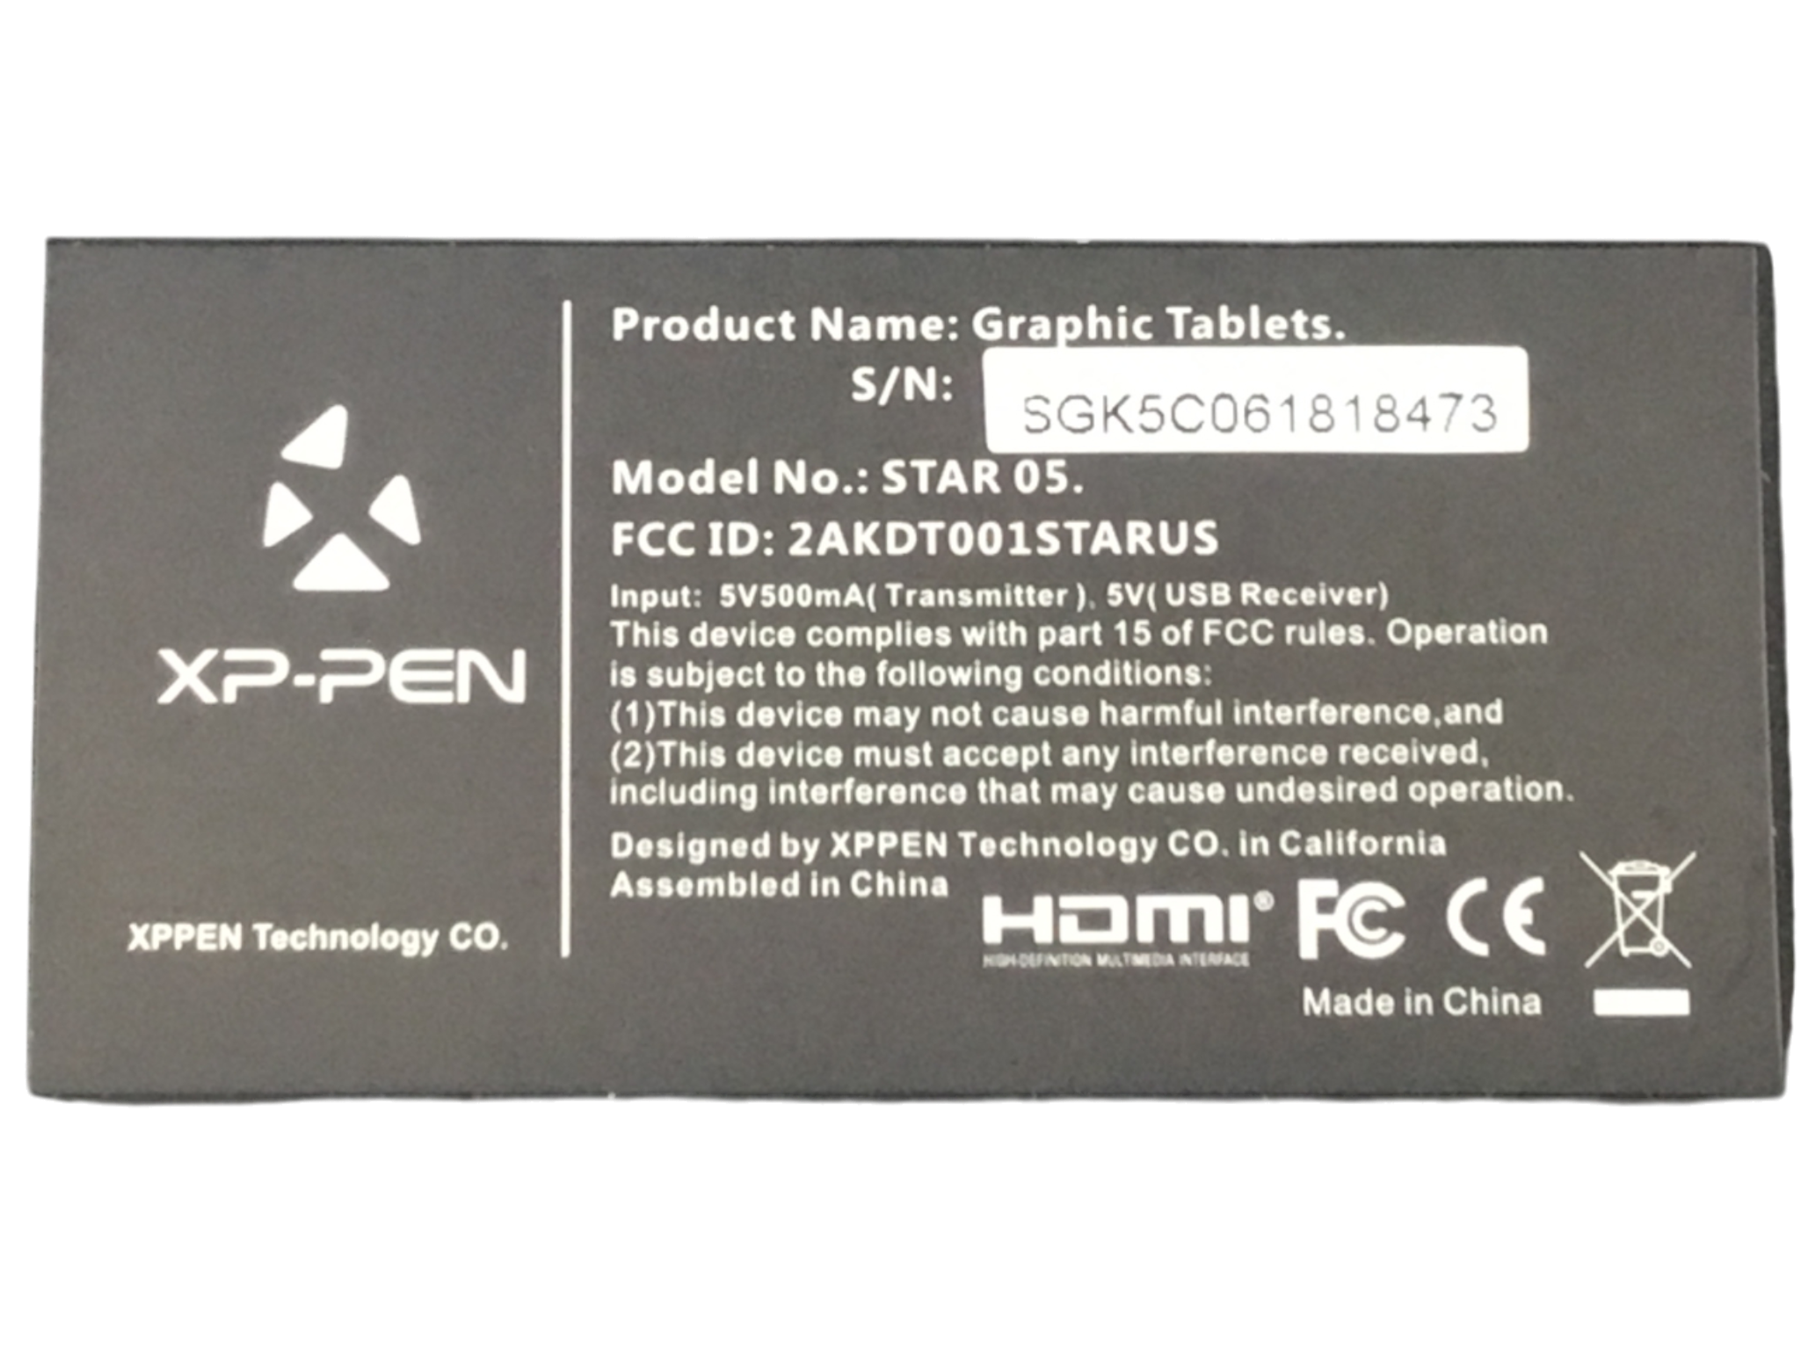 Product Name: Graphic Tablets.
S/N: SGK5C061818473
Model No.: STAR 05.
FCC ID: 2AKDT001STARUS
Input: 5V500mA( Transmitter ), 5V( USB Receiver)
This device complies with part 15 of FCC rules. Operation
is subject to the following conditions:
(1)This device may not cause harmful interference,and
(2)This device must accept any interference received,
including interference that may cause undesired operation.
Designed by XPPEN Technology CO. in California
Assembled in China
HDMI®
HIGH-DEFINITION MULTIMEDIA INTERFACE
FC CE
Made in China
XP-PEN
XPPEN Technology CO.